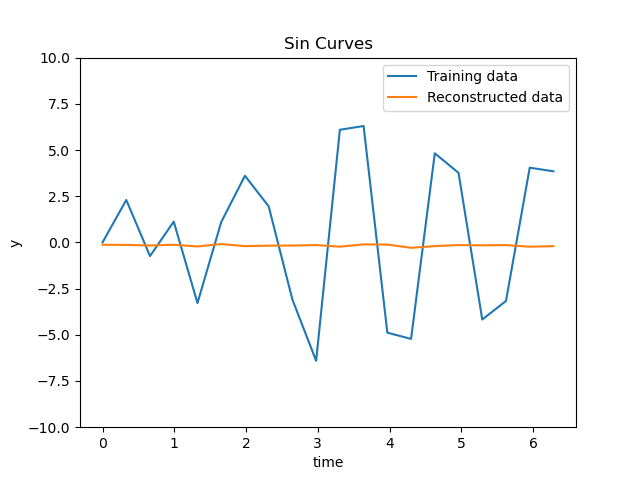 Sin Curves
Training data
Reconstructed data
10.0
7.5
5.0
2.5
0.0
−2.5
−5.0
−7.5
−10.0
y
0 1 2 3 4 5 6
time